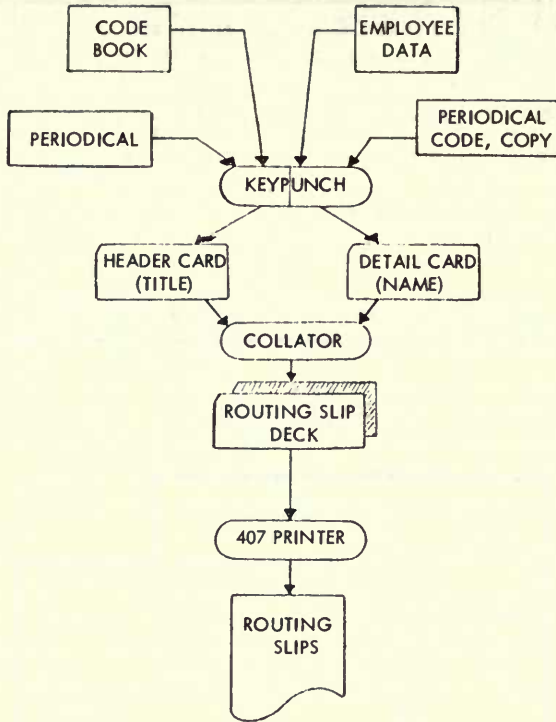 CODE
BOOK
EMPLOYEE
DATA
PERIODICAL
PERIODICAL
CODE, COPY
KEYPUNCH
HEADER CARD
(TITLE)
DETAIL CARD
(NAME)
COLLATOR
ROUTING SLIP
DECK
407 PRINTER
ROUTING
SLIPS